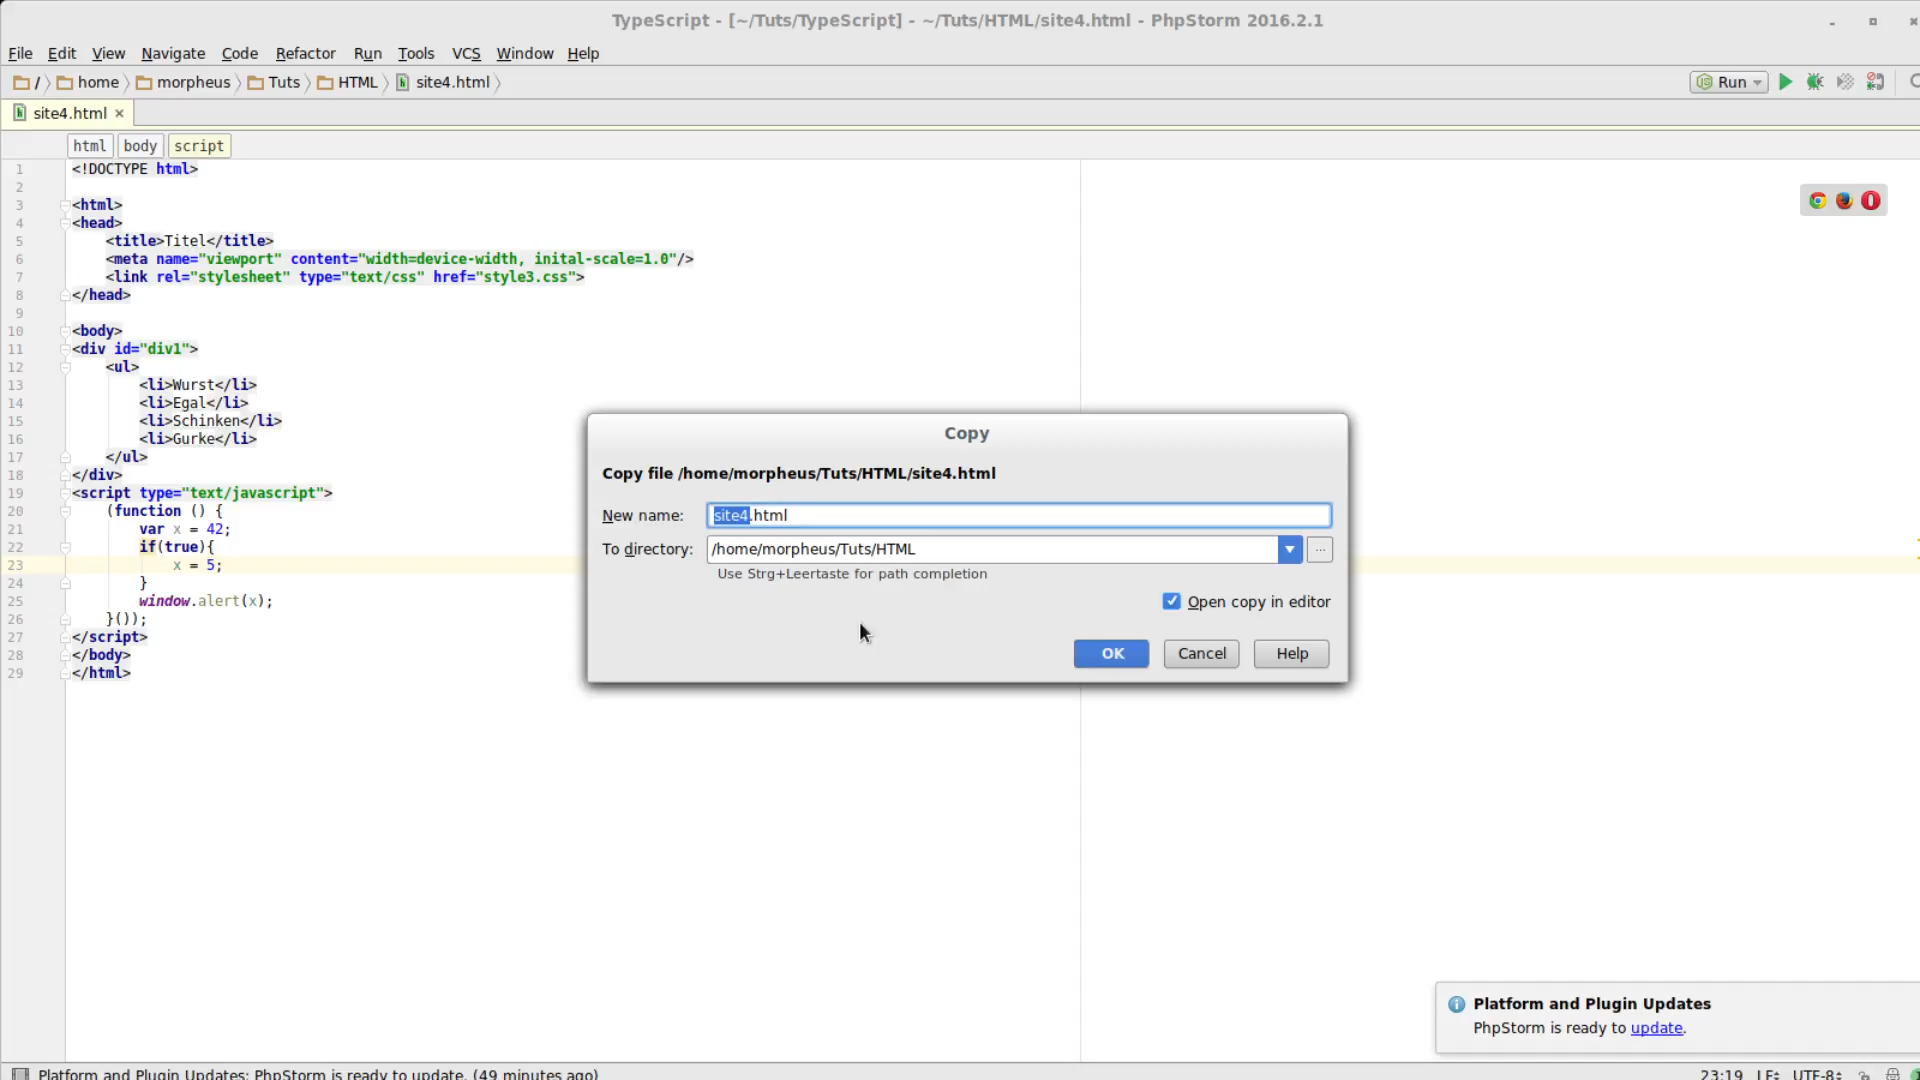 TypeScript - [~/Tuts/TypeScript] - ~/Tuts/HTML/site4.html - PhpStorm 2016.2.1
File Edit View Navigate Code Refactor Run Tools VCS Window Help
/ home morpheus Tuts HTML site4.html Run
site4.html
html body script
1 <!DOCTYPE html>
2
3 <html>
4 <head>
5 <title>Titel</title>
6 <meta name="viewport" content="width=device-width, inital-scale=1.0"/>
7 <link rel="stylesheet" type="text/css" href="style3.css">
8 </head>
9
10 <body>
11 <div id="div1">
12 <ul>
13 <li>Wurst</li>
14 <li>Egal</li>
15 <li>Schinken</li>
16 <li>Gurke</li>
17 </ul>
18 </div>
19 <script type="text/javascript">
20 (function () {
21 var x = 42;
22 if(true){
23 x = 5;
24 }
25 window.alert(x);
26 }());
27 </script>
28 </body>
29 </html>
Copy
Copy file /home/morpheus/Tuts/HTML/site4.html
New name: site4.html
To directory: /home/morpheus/Tuts/HTML ...
Use Strg+Leertaste for path completion
Open copy in editor
OK Cancel Help
Platform and Plugin Updates
PhpStorm is ready to update.
Platform and Plugin Updates: PhpStorm is ready to update. (49 minutes ago) 23:19 LF UTF-8